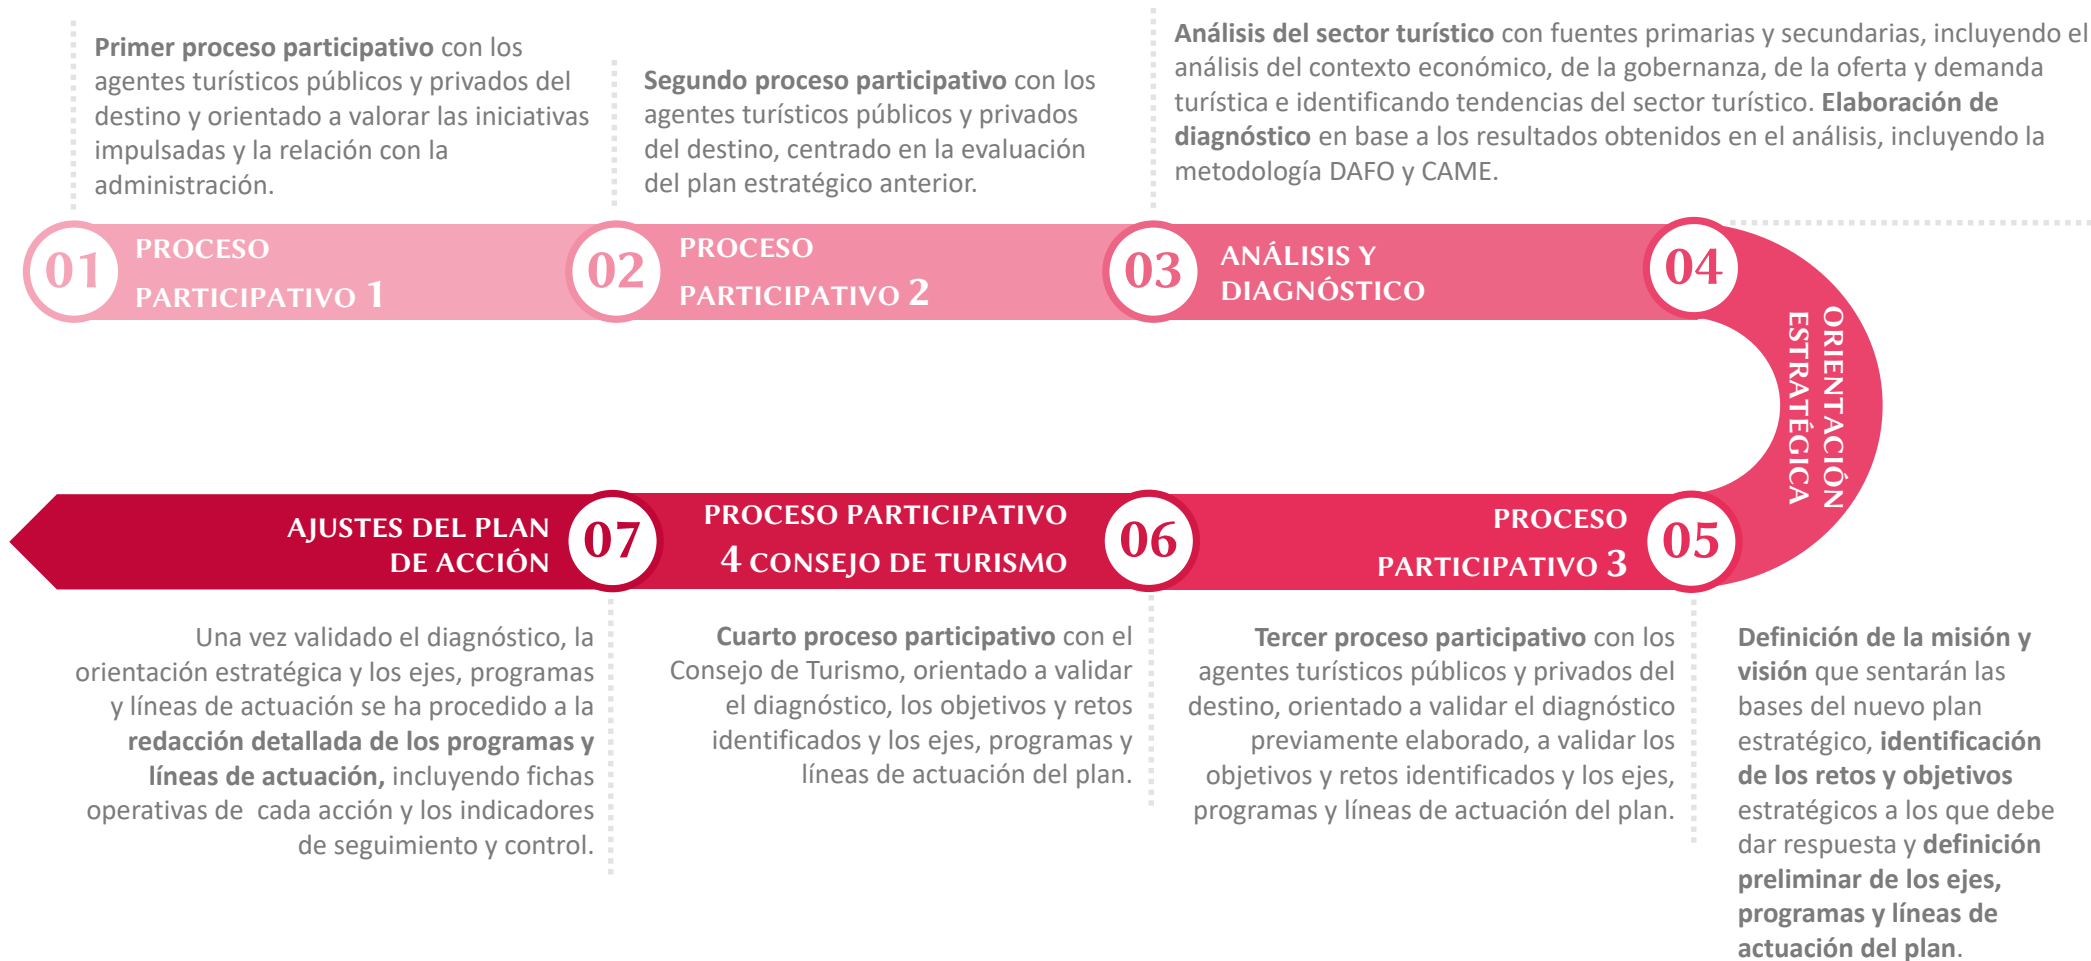 Primer proceso participativo con los
agentes turísticos públicos y privados del
destino y orientado a valorar las iniciativas
impulsadas y la relación con la
administración.
Segundo proceso participativo con los
agentes turísticos públicos y privados
del destino, centrado en la evaluación
del plan estratégico anterior.
Análisis del sector turístico con fuentes primarias y secundarias, incluyendo el
análisis del contexto económico, de la gobernanza, de la oferta y demanda
turística e identificando tendencias del sector turístico. Elaboración de
diagnóstico en base a los resultados obtenidos en el análisis, incluyendo la
metodología DAFO y CAME.
01
PROCESO
PARTICIPATIVO 1
02
PROCESO
PARTICIPATIVO 2
03
ANÁLISIS Y
DIAGNÓSTICO
04
ORIENTACIÓN
ESTRATÉGICA
05
PROCESO
PARTICIPATIVO 3
06
PROCESO PARTICIPATIVO
4 CONSEJO DE TURISMO
07
AJUSTES DEL PLAN
DE ACCIÓN
Definición de la misión y
visión que sentarán las
bases del nuevo plan
estratégico, identificación
de los retos y objetivos
estratégicos a los que debe
dar respuesta y definición
preliminar de los ejes,
programas y líneas de
actuación del plan.
Tercer proceso participativo con los
agentes turísticos públicos y privados del
destino, orientado a validar el diagnóstico
previamente elaborado, a validar los
objetivos y retos identificados y los ejes,
programas y líneas de actuación del plan.
Cuarto proceso participativo con el
Consejo de Turismo, orientado a validar
el diagnóstico, los objetivos y retos
identificados y los ejes, programas y
líneas de actuación del plan.
Una vez validado el diagnóstico, la
orientación estratégica y los ejes, programas
y líneas de actuación se ha procedido a la
redacción detallada de los programas y
líneas de actuación, incluyendo fichas
operativas de cada acción y los indicadores
de seguimiento y control.